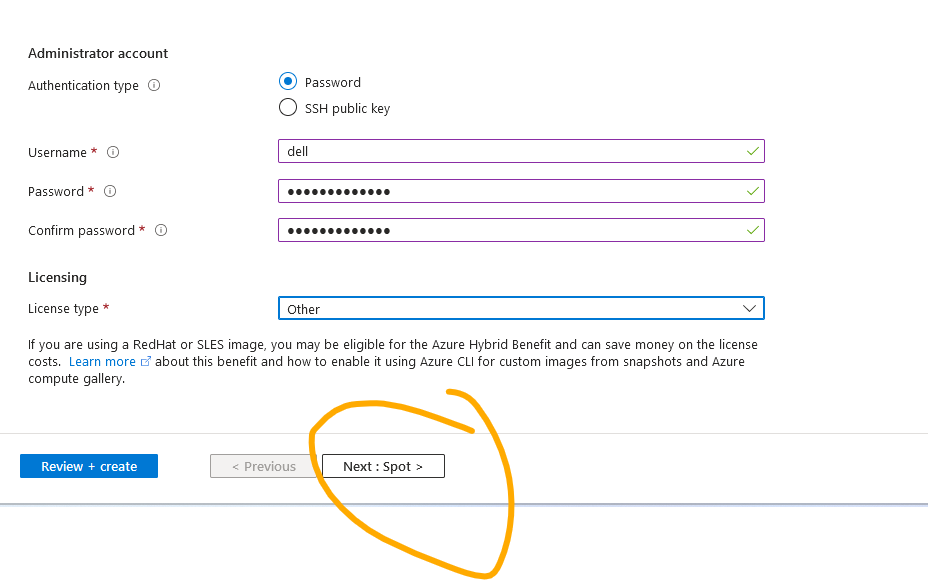 Administrator account
Authentication type
Password
SSH public key
Username *
dell
Password *
•••••••••••••
Confirm password *
•••••••••••••
Licensing
License type *
Other
If you are using a RedHat or SLES image, you may be eligible for the Azure Hybrid Benefit and can save money on the license
costs. Learn more about this benefit and how to enable it using Azure CLI for custom images from snapshots and Azure
compute gallery.
Review + create
< Previous
Next : Spot >